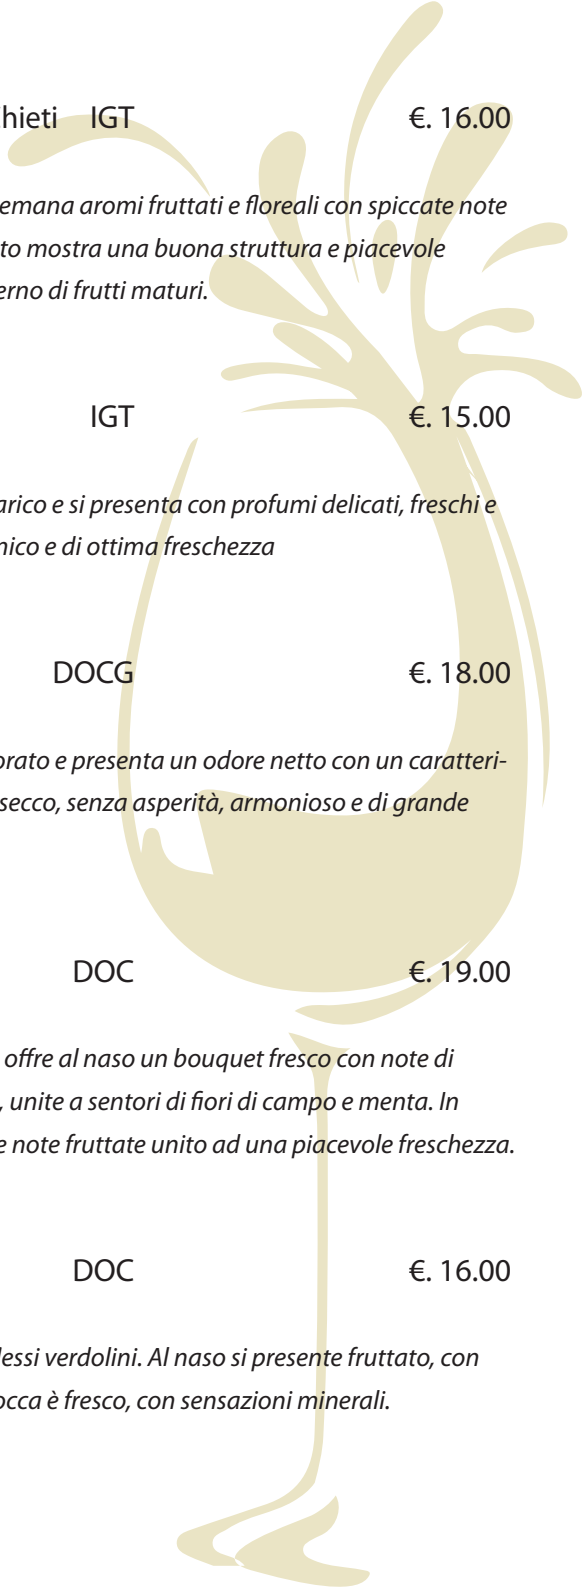 hieti IGT €. 16.00
emana aromi fruttati e floreali con spiccate note
to mostra una buona struttura e piacevole
erno di frutti maturi.
IGT €. 15.00
arico e si presenta con profumi delicati, freschi e
nico e di ottima freschezza
DOCG €. 18.00
orato e presenta un odore netto con un caratteri-
secco, senza asperità, armonioso e di grande
DOC €. 19.00
offre al naso un bouquet fresco con note di
, unite a sentori di fiori di campo e menta. In
e note fruttate unito ad una piacevole freschezza.
DOC €. 16.00
lessi verdolini. Al naso si presente fruttato, con
occa è fresco, con sensazioni minerali.